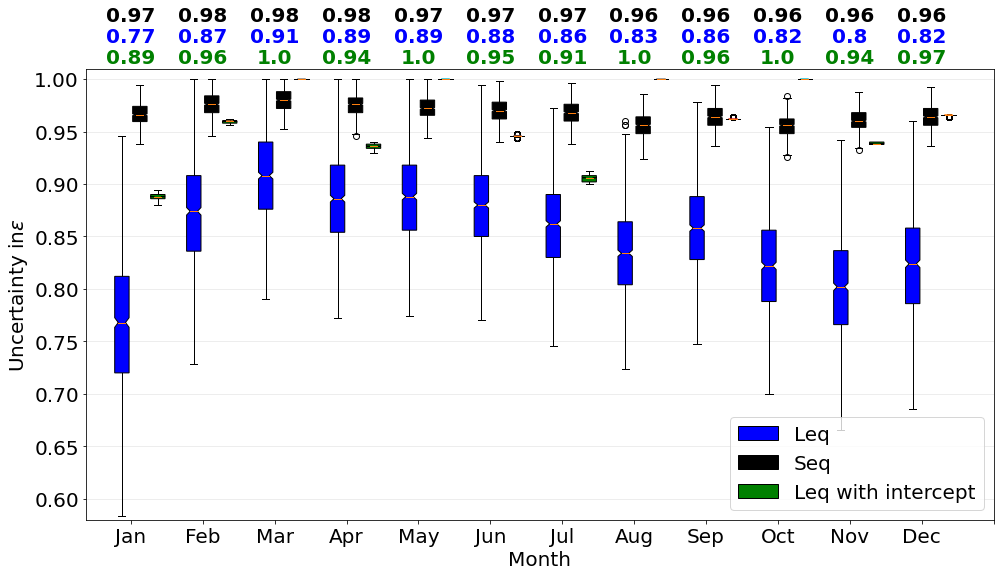 0.97 0.98 0.98 0.98 0.97 0.97 0.97 0.96 0.96 0.96 0.96 0.96
0.77 0.87 0.91 0.89 0.89 0.88 0.86 0.83 0.86 0.82 0.8 0.82
0.89 0.96 1.0 0.94 1.0 0.95 0.91 1.0 0.96 1.0 0.94 0.97
1.00
0.95
0.90
0.85
0.80
0.75
0.70
0.65
0.60
Uncertainty inε
Leq
Seq
Leq with intercept
Jan Feb Mar Apr May Jun Jul Aug Sep Oct Nov Dec
Month